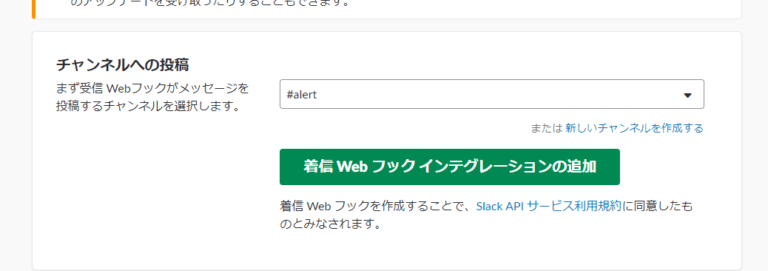 のアップデートを受け取ったりすることもできます。
チャンネルへの投稿
まず受信 Webフックがメッセージを
投稿するチャンネルを選択します。
#alert
または 新しいチャンネルを作成する
着信 Web フック インテグレーションの追加
着信 Web フックを作成することで、Slack API サービス利用規約に同意したも
のとみなされます。